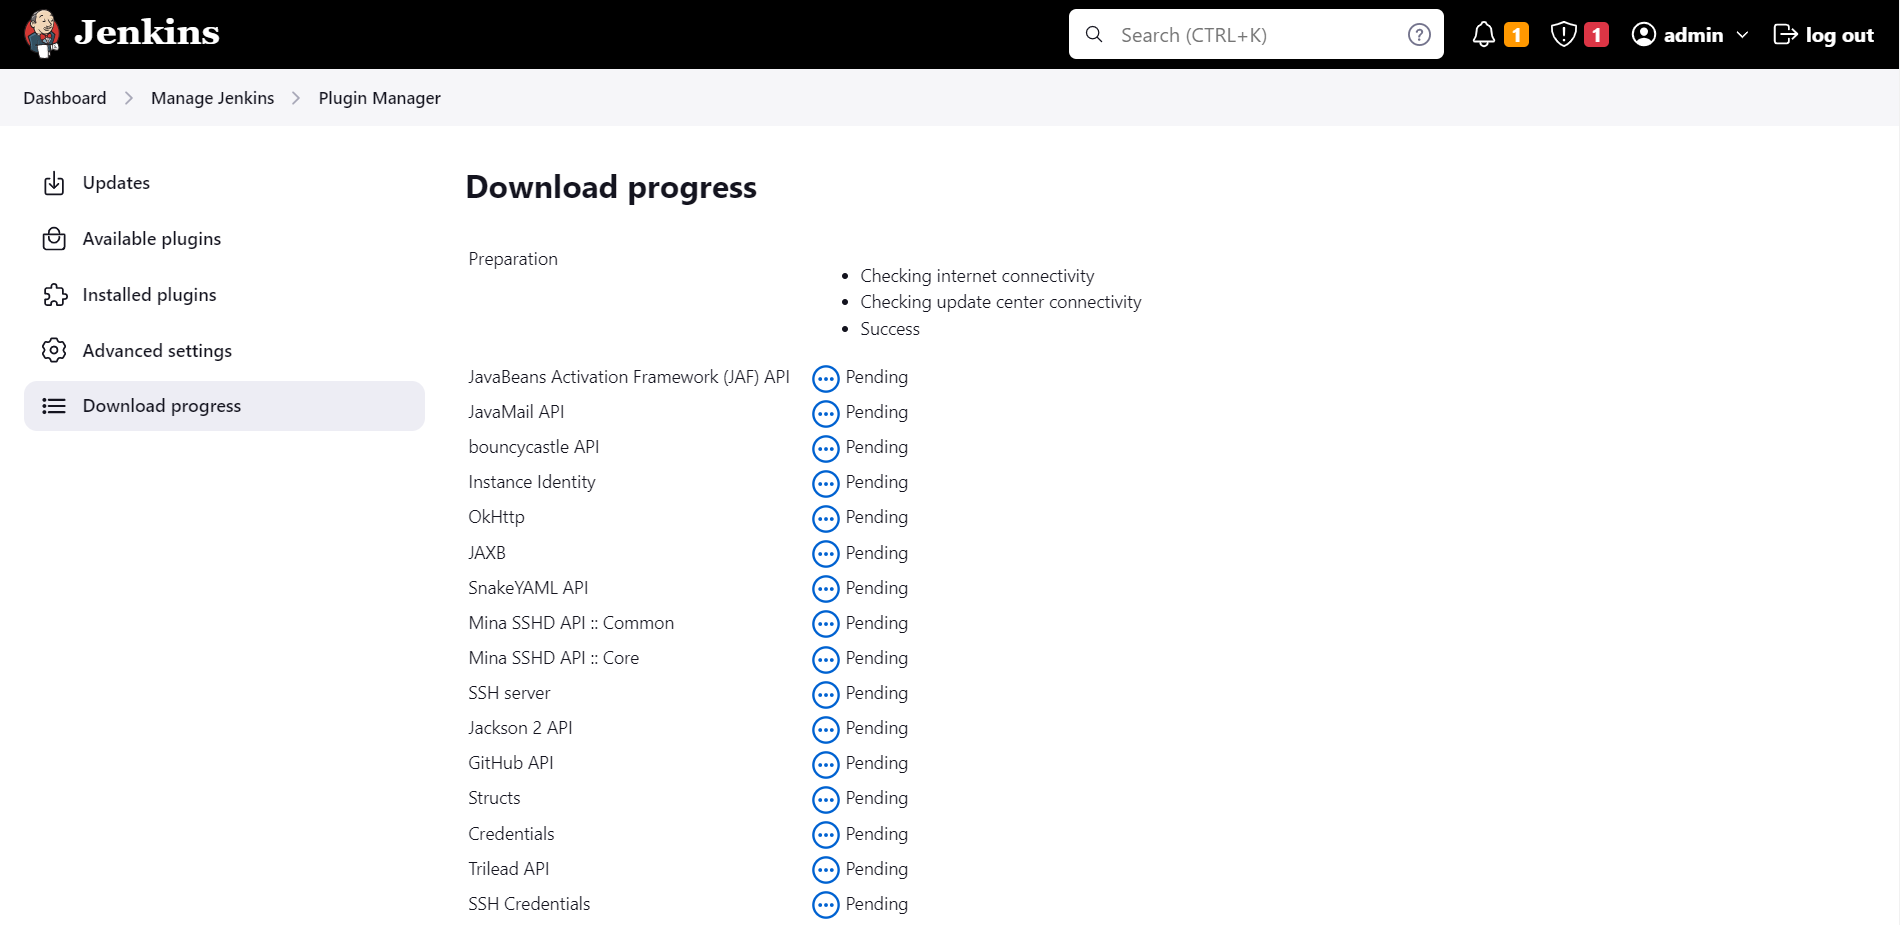 Jenkins
Search (CTRL+K)
1
1
admin
log out
Dashboard
Manage Jenkins
Plugin Manager
Updates
Available plugins
Installed plugins
Advanced settings
Download progress
Download progress
Preparation
Checking internet connectivity
Checking update center connectivity
Success
JavaBeans Activation Framework (JAF) API Pending
JavaMail API Pending
bouncycastle API Pending
Instance Identity Pending
OkHttp Pending
JAXB Pending
SnakeYAML API Pending
Mina SSHD API :: Common Pending
Mina SSHD API :: Core Pending
SSH server Pending
Jackson 2 API Pending
GitHub API Pending
Structs Pending
Credentials Pending
Trilead API Pending
SSH Credentials Pending